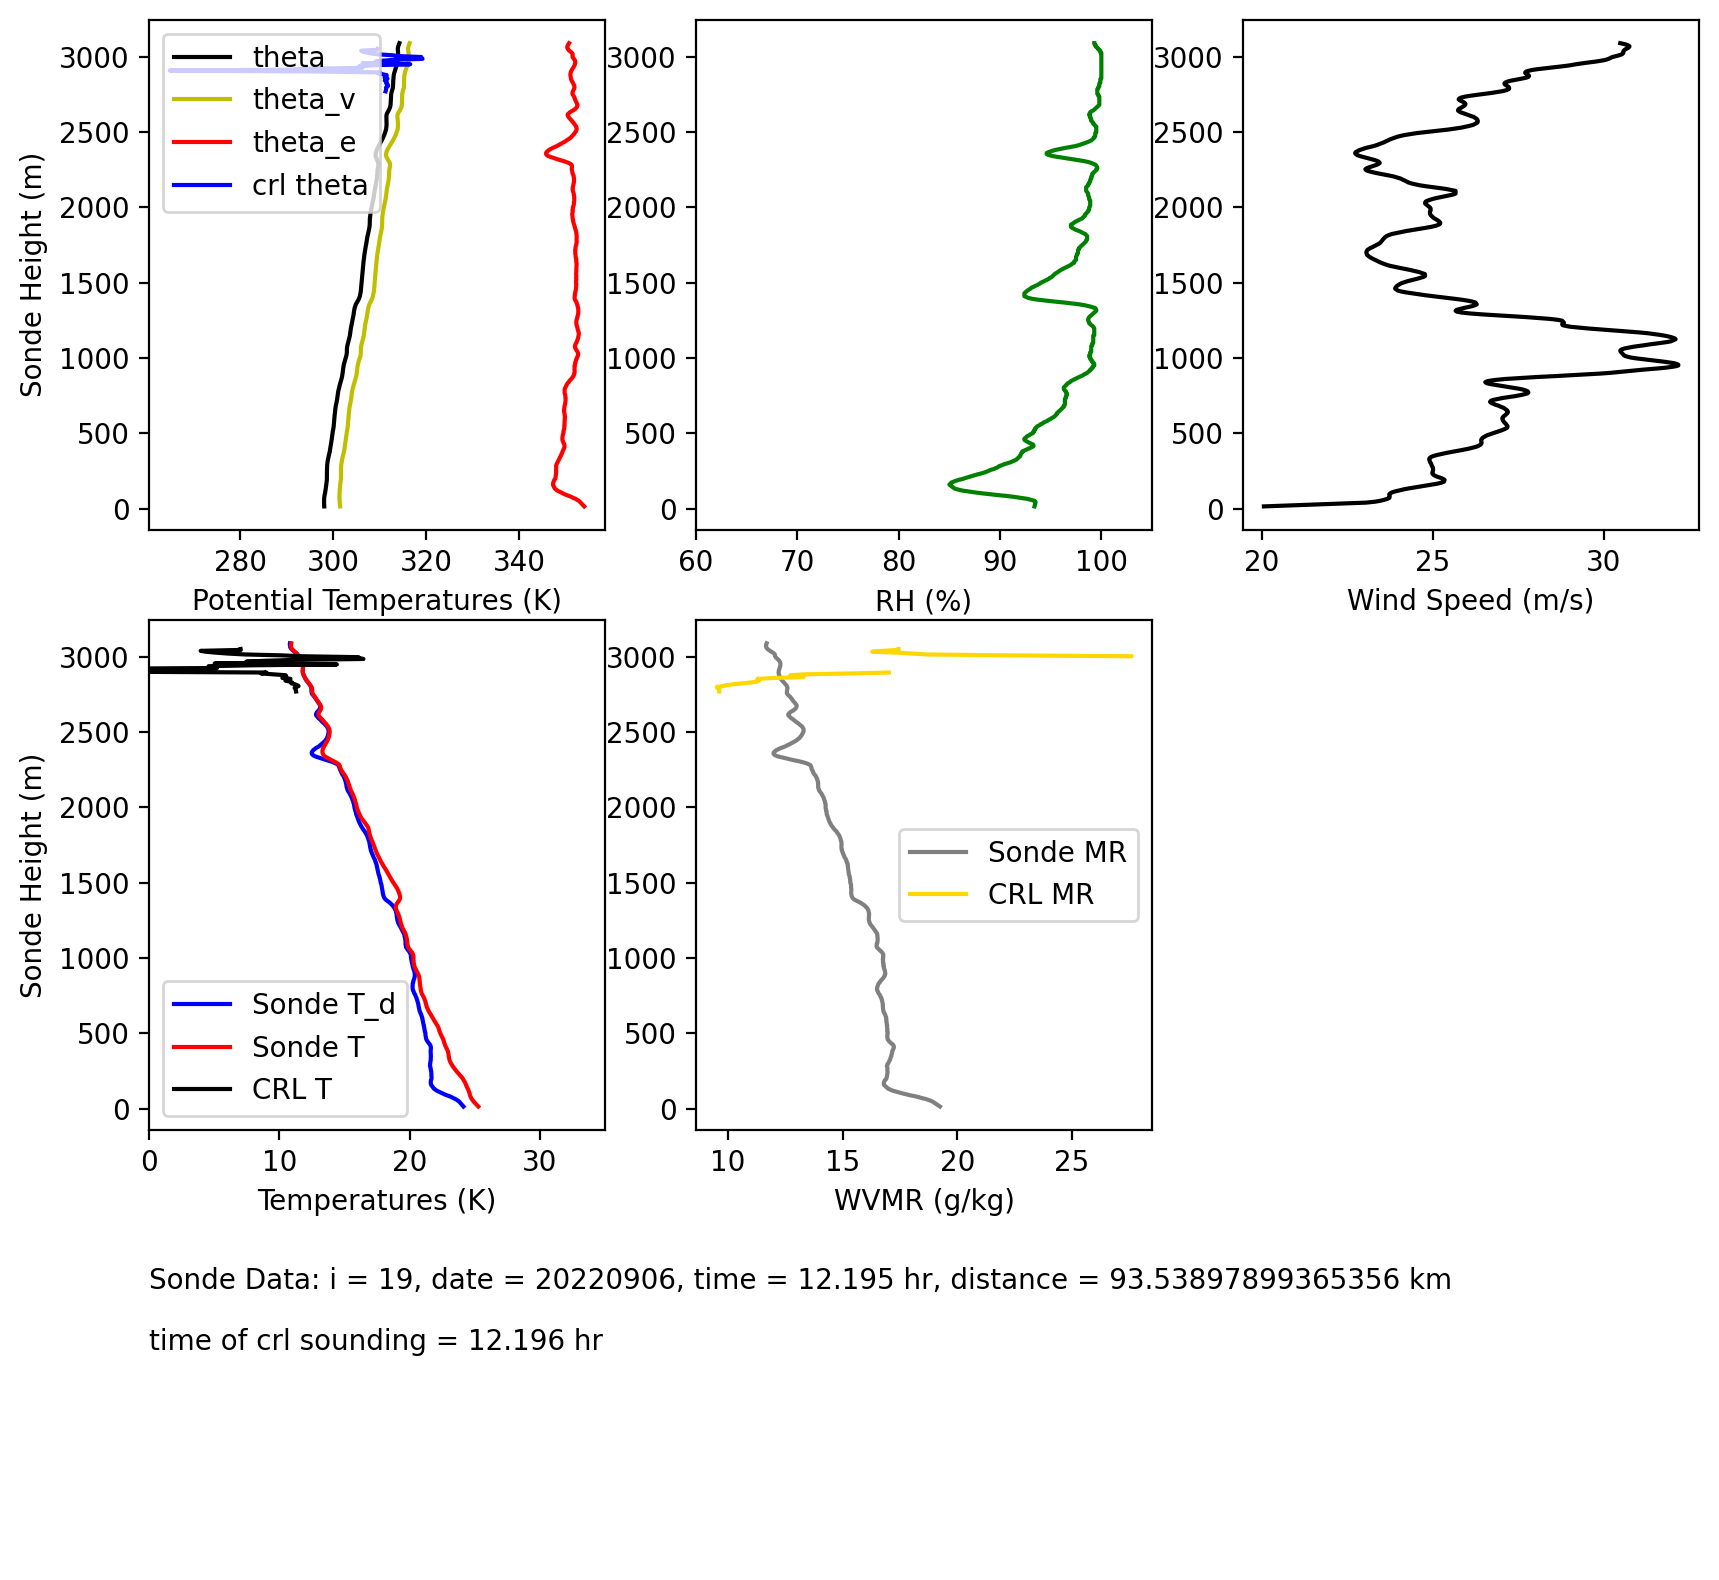 3000
2500
2000
1500
1000
500
0
Sonde Height (m)
theta
theta_v
theta_e
crl theta
280 300 320 340
Potential Temperatures (K)
3000
2500
2000
1500
1000
500
0
60 70 80 90 100
RH (%)
3000
2500
2000
1500
1000
500
0
20 25 30
Wind Speed (m/s)
3000
2500
2000
1500
1000
500
0
Sonde Height (m)
Sonde T_d
Sonde T
CRL T
0 10 20 30
Temperatures (K)
3000
2500
2000
1500
1000
500
0
Sonde MR
CRL MR
10 15 20 25
WVMR (g/kg)
Sonde Data: i = 19, date = 20220906, time = 12.195 hr, distance = 93.53897899365356 km
time of crl sounding = 12.196 hr